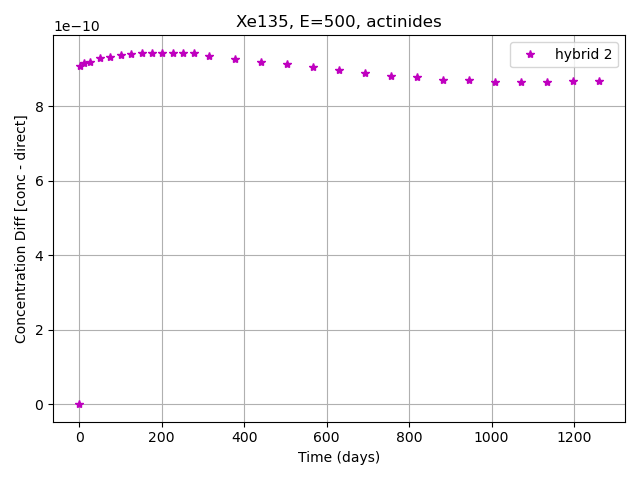 Xe135, E=500, actinides
1e−10
hybrid 2
8
6
4
2
0
Concentration Diff [conc - direct]
0 200 400 600 800 1000 1200
Time (days)